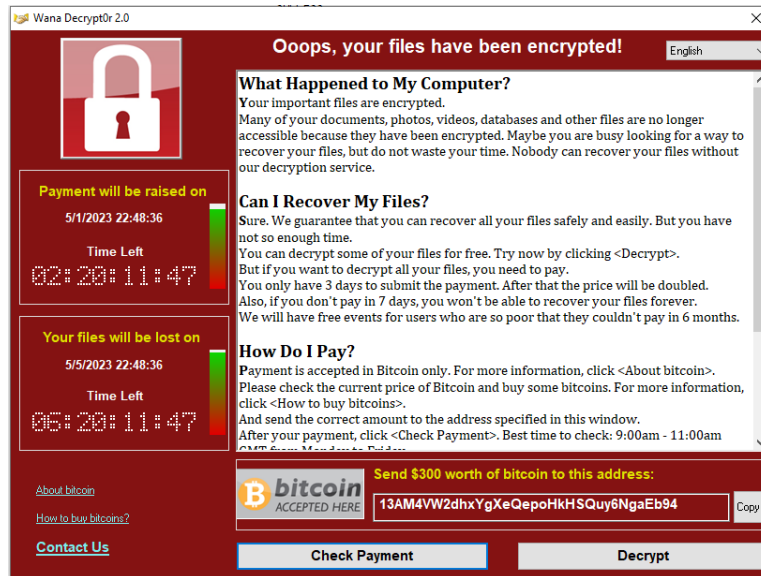 Wana Decrypt0r 2.0
Ooops, your files have been encrypted!
English
What Happened to My Computer?
Your important files are encrypted.
Many of your documents, photos, videos, databases and other files are no longer
accessible because they have been encrypted. Maybe you are busy looking for a way to
recover your files, but do not waste your time. Nobody can recover your files without
our decryption service.
Can I Recover My Files?
Sure. We guarantee that you can recover all your files safely and easily. But you have
not so enough time.
You can decrypt some of your files for free. Try now by clicking <Decrypt>.
But if you want to decrypt all your files, you need to pay.
You only have 3 days to submit the payment. After that the price will be doubled.
Also, if you don't pay in 7 days, you won't be able to recover your files forever.
We will have free events for users who are so poor that they couldn't pay in 6 months.
How Do I Pay?
Payment is accepted in Bitcoin only. For more information, click <About bitcoin>.
Please check the current price of Bitcoin and buy some bitcoins. For more information,
click <How to buy bitcoins>.
And send the correct amount to the address specified in this window.
After your payment, click <Check Payment>. Best time to check: 9:00am - 11:00am
GMT from Monday to Friday.
Payment will be raised on
5/1/2023 22:48:36
Time Left
02:20:11:47
Your files will be lost on
5/5/2023 22:48:36
Time Left
06:20:11:47
About bitcoin
How to buy bitcoins?
Contact Us
bitcoin
ACCEPTED HERE
Send $300 worth of bitcoin to this address:
13AM4VW2dhxYgXeQepoHkHSQuy6NgaEb94
Copy
Check Payment
Decrypt